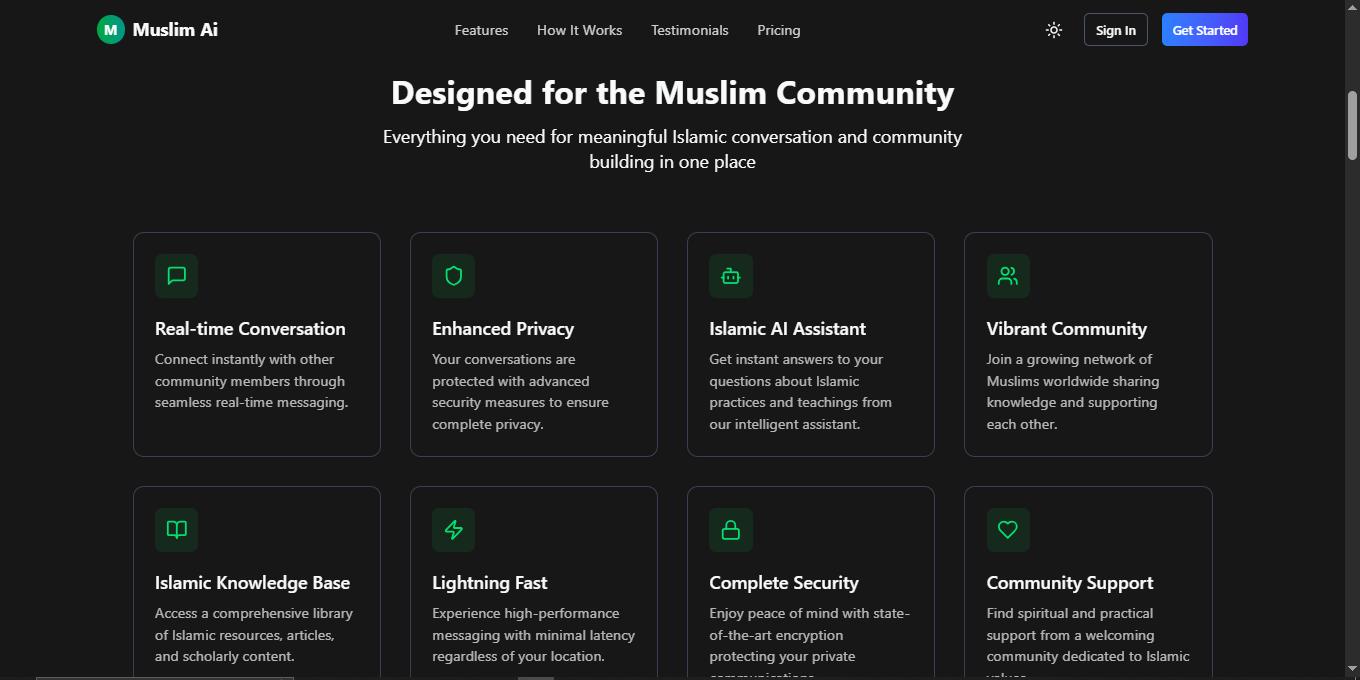 M Muslim Ai
Features
How It Works
Testimonials
Pricing
Sign In
Get Started
Designed for the Muslim Community
Everything you need for meaningful Islamic conversation and community
building in one place
Real-time Conversation
Connect instantly with other
community members through
seamless real-time messaging.
Enhanced Privacy
Your conversations are
protected with advanced
security measures to ensure
complete privacy.
Islamic AI Assistant
Get instant answers to your
questions about Islamic
practices and teachings from
our intelligent assistant.
Vibrant Community
Join a growing network of
Muslims worldwide sharing
knowledge and supporting
each other.
Islamic Knowledge Base
Access a comprehensive library
of Islamic resources, articles,
and scholarly content.
Lightning Fast
Experience high-performance
messaging with minimal latency
regardless of your location.
Complete Security
Enjoy peace of mind with state-
of-the-art encryption
protecting your private
communications.
Community Support
Find spiritual and practical
support from a welcoming
community dedicated to Islamic
values.